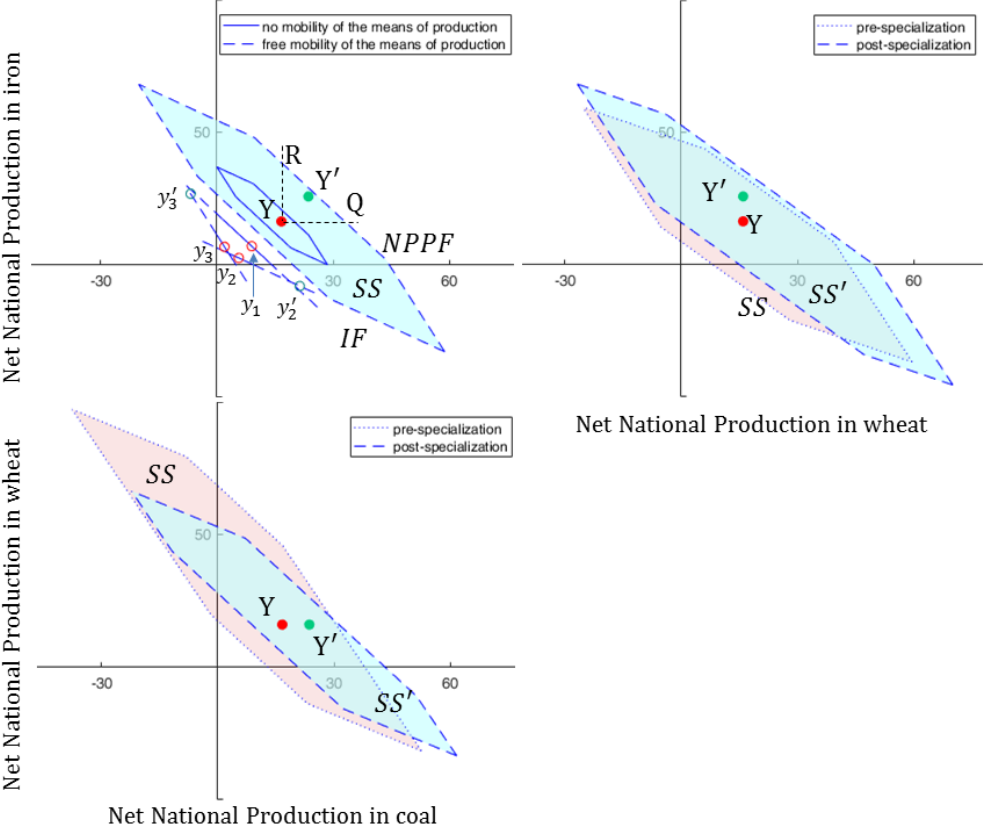 no mobility of the means of production
free mobility of the means of production
Net National Production in iron
50
R
Y Y′
Q
y₃′
NPPF
y₃
-30 30 60
y₂
SS
y₁ y₂′
IF
pre-specialization
post-specialization
50
Y′
Y
-30 30 60
SS SS′
Net National Production in wheat
pre-specialization
post-specialization
Net National Production in wheat
SS
50
Y
Y′
-30 30 60
SS′
Net National Production in coal